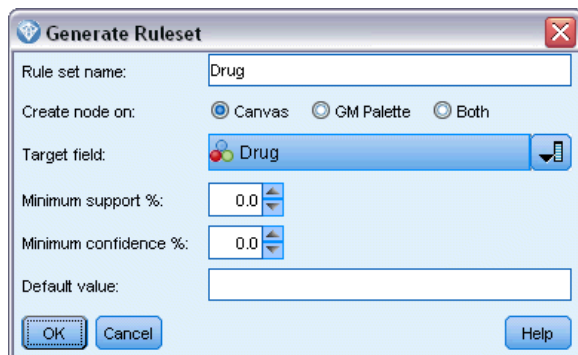 Generate Ruleset
Rule set name: Drug
Create node on: Canvas GM Palette Both
Target field: Drug
Minimum support %: 0.0
Minimum confidence %: 0.0
Default value:
OK Cancel Help